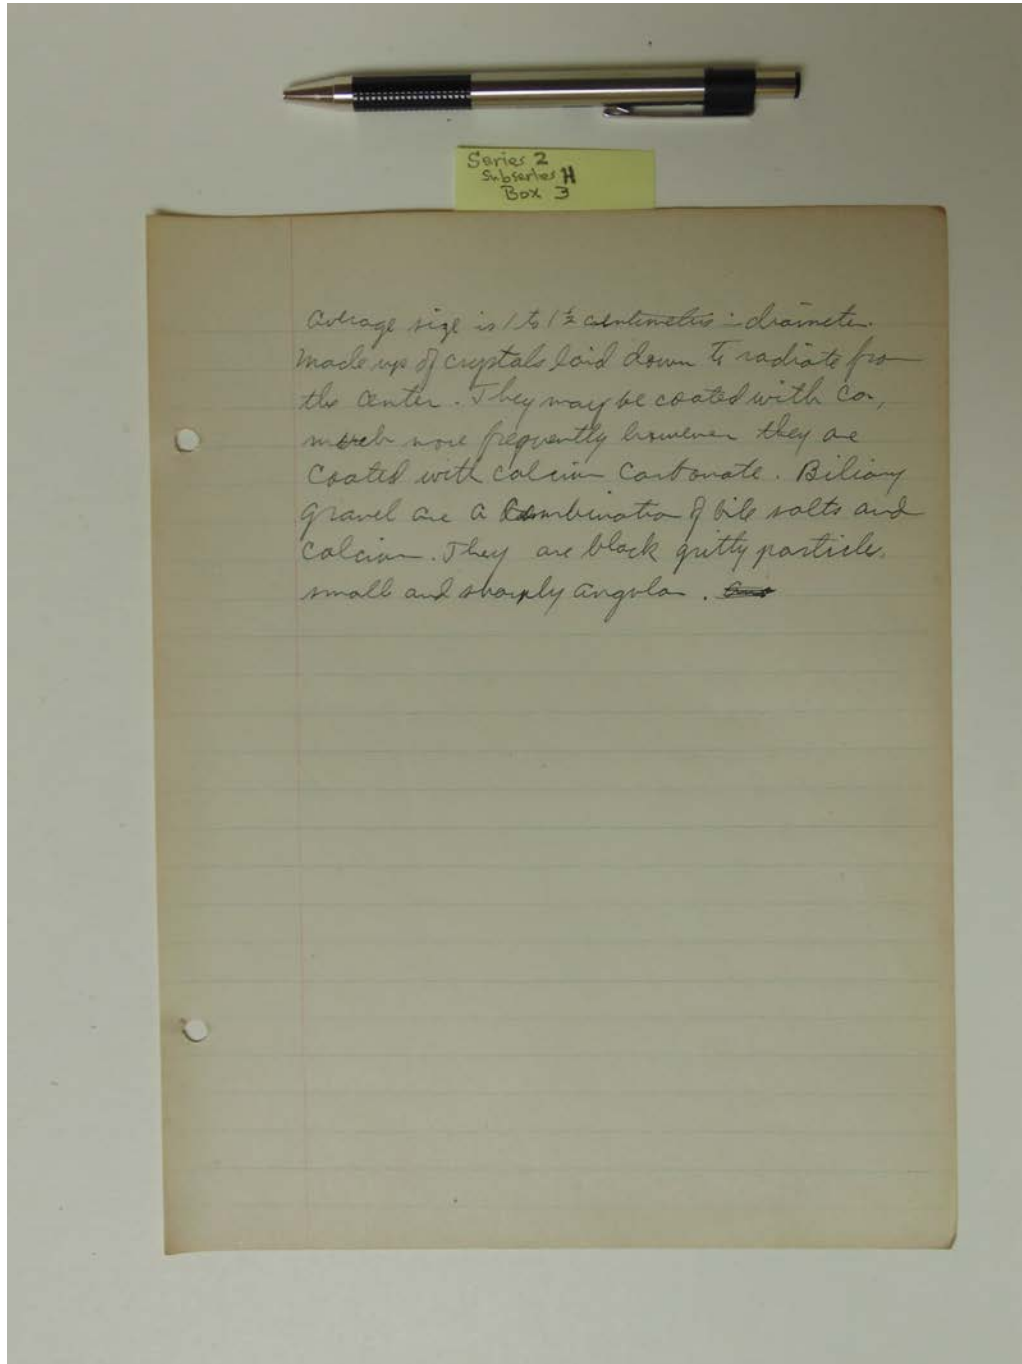 Series 2
Subseries H
Box 3
Average size is 1 to 1½ centimeters in diameter.
Made up of crystals laid down to radiate from
the center. They may be coated with Ca,
much more frequently however they are
coated with calcium carbonate. Biliary
gravel are a combination of bile salts and
calcium. They are black gritty particles,
small and sharply angular.